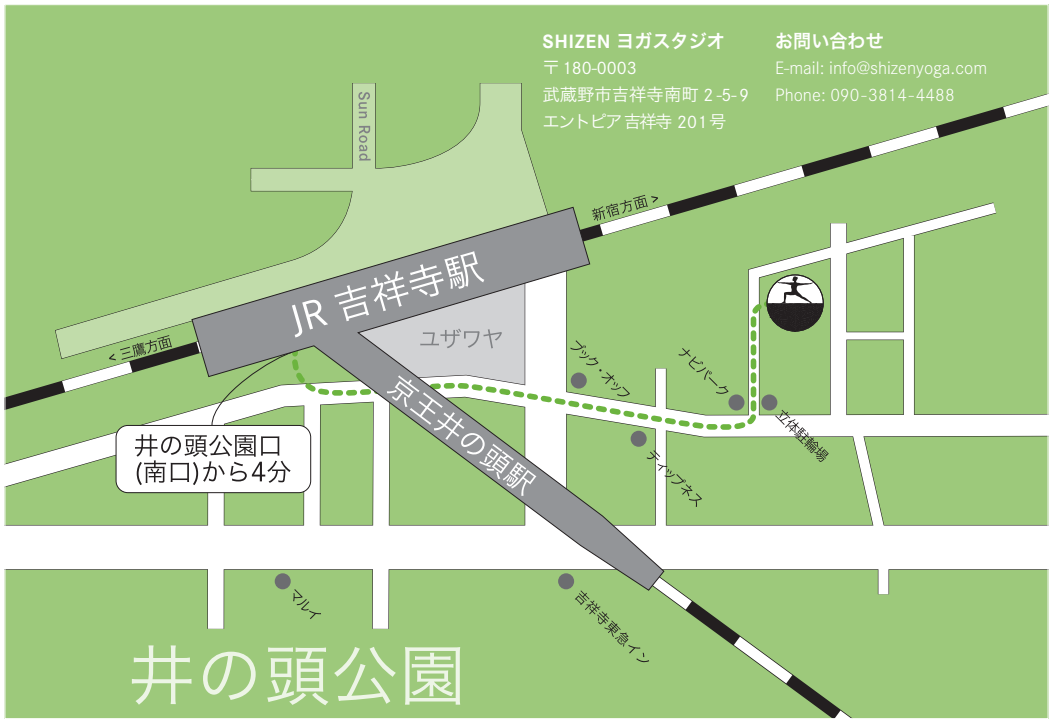 SHIZEN ヨガスタジオ
〒180-0003
武蔵野市吉祥寺南町 2-5-9
エントピア吉祥寺 201号
お問い合わせ
E-mail: info@shizenyoga.com
Phone: 090-3814-4488
Sun Road
新宿方面 >
JR 吉祥寺駅
< 三鷹方面
ユザワヤ
ブック・オッフ
ナビパーク
京王井の頭駅
立体駐輪場
井の頭公園口
(南口)から4分
ティップネス
マルイ
吉祥寺東急イン
井の頭公園